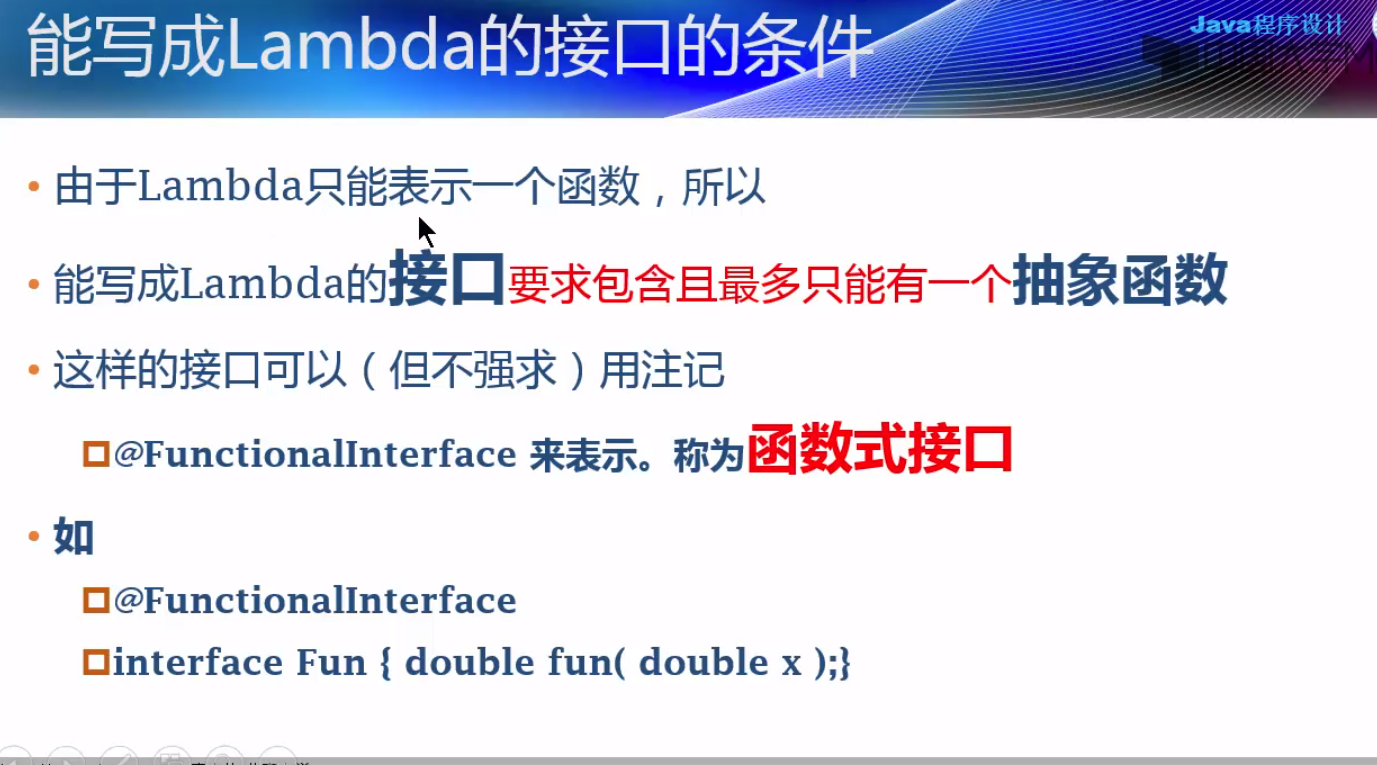 能写成Lambda的接口的条件
Java程序设计
由于Lambda只能表示一个函数，所以
能写成Lambda的接口要求包含且最多只能有一个抽象函数
这样的接口可以（但不强求）用注记
@FunctionalInterface 来表示。称为函数式接口
如
@FunctionalInterface
interface Fun { double fun( double x );}